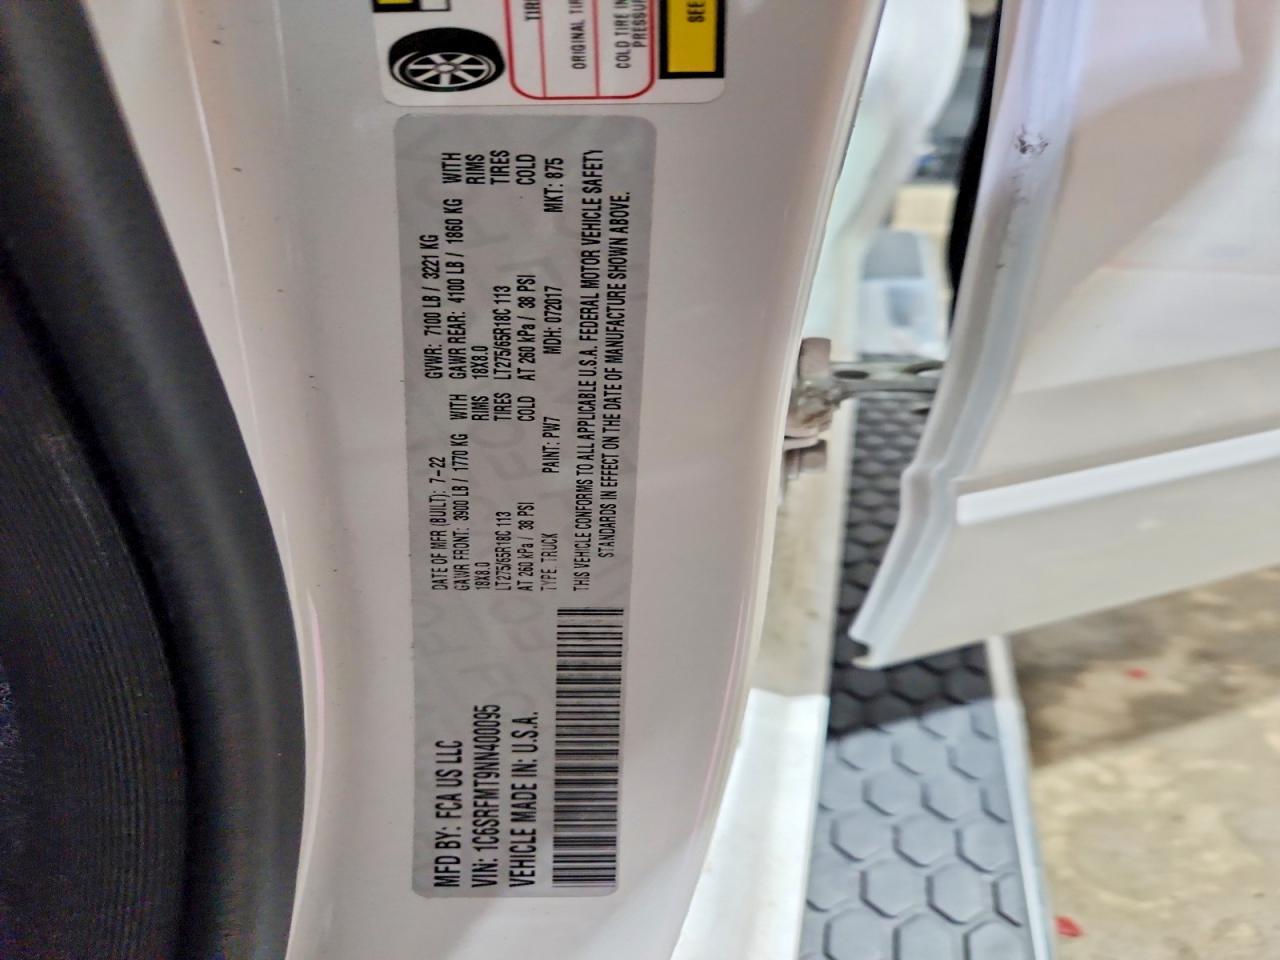 TIRE
ORIGINAL TIR
COLD TIRE IN
PRESSUR
SEE
MFD BY: FCA US LLC
VIN: 1C6SRFMT9NN400095
VEHICLE MADE IN: U.S.A.
DATE OF MFR (BUILT): 7-22 GVWR: 7100 LB / 3221 KG
GAWR FRONT: 3900 LB / 1770 KG WITH GAWR REAR: 4100 LB / 1860 KG WITH
18X8.0 RIMS 18X8.0 RIMS
LT275/65R18C 113 TIRES LT275/65R18C 113 TIRES
AT 260 kPa / 38 PSI COLD AT 260 kPa / 38 PSI COLD
TYPE: TRUCK PAINT: PW7 MDH: 072017 MKT: 875
THIS VEHICLE CONFORMS TO ALL APPLICABLE U.S.A. FEDERAL MOTOR VEHICLE SAFETY
STANDARDS IN EFFECT ON THE DATE OF MANUFACTURE SHOWN ABOVE.